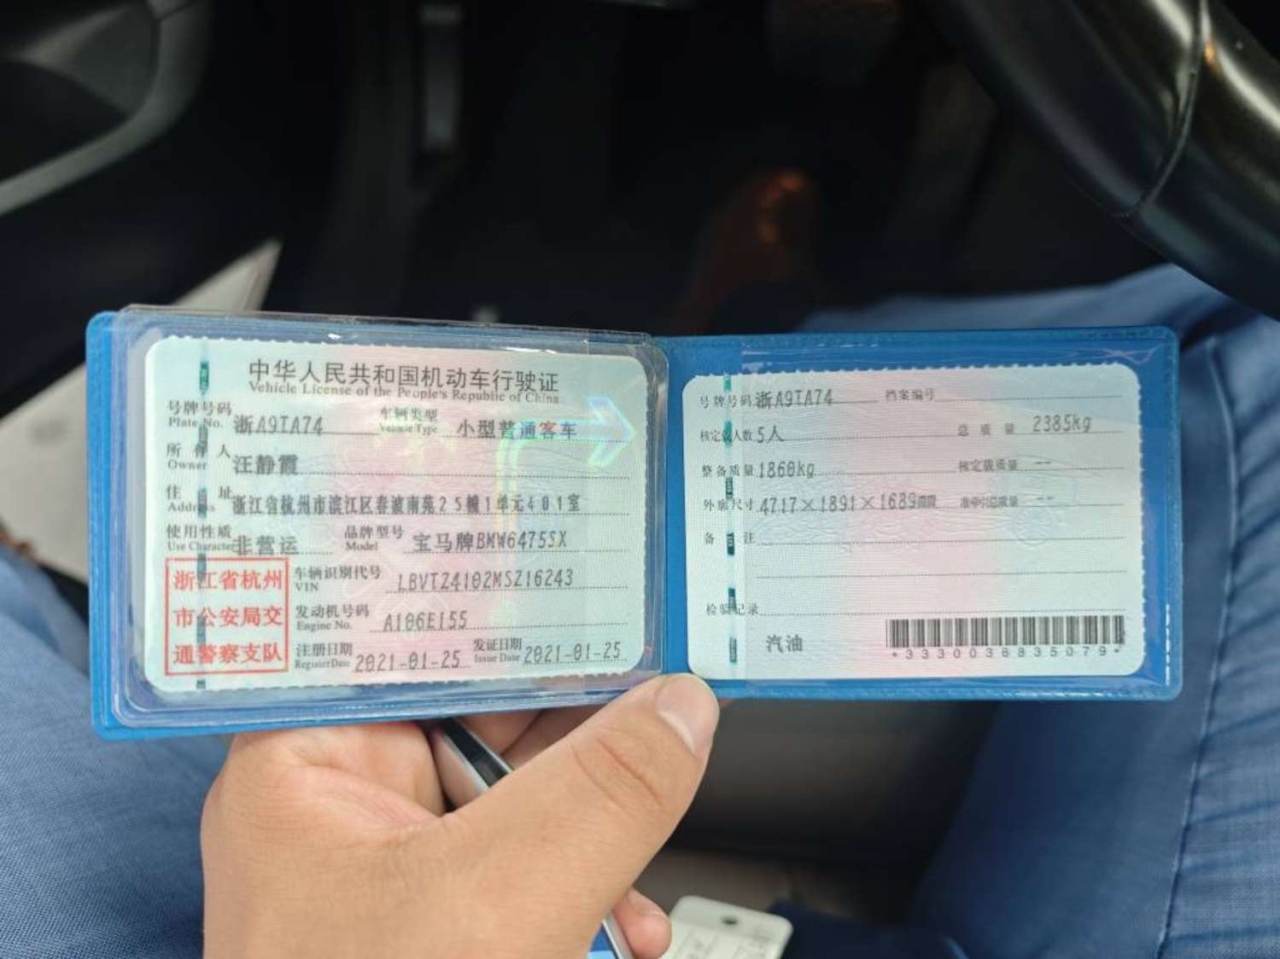 中华人民共和国机动车行驶证
Vehicle License of the People's Republic of China
号牌号码 浙A9TA74 车辆类型 小型普通客车
Plate No. Vehicle Type
所有人 汪静霞
Owner
住址 浙江省杭州市滨江区春波南苑25幢1单元401室
Address
使用性质 非营运 品牌型号 宝马牌BMW6475SX
Use Character Model
浙江省杭州
市公安局交
通警察支队
车辆识别代号 LBVTZ4102MSZ16243
VIN
发动机号码 A106E155
Engine No.
注册日期 2021-01-25 发证日期 2021-01-25
Register Date Issue Date
号牌号码 浙A9TA74 档案编号
核定载人数 5人 总质量 2385kg
整备质量 1860kg 核定载质量 --
外廓尺寸 4717×1891×1689mm 准牵引总质量 --
备注
检验记录
汽油
*3330036835079*